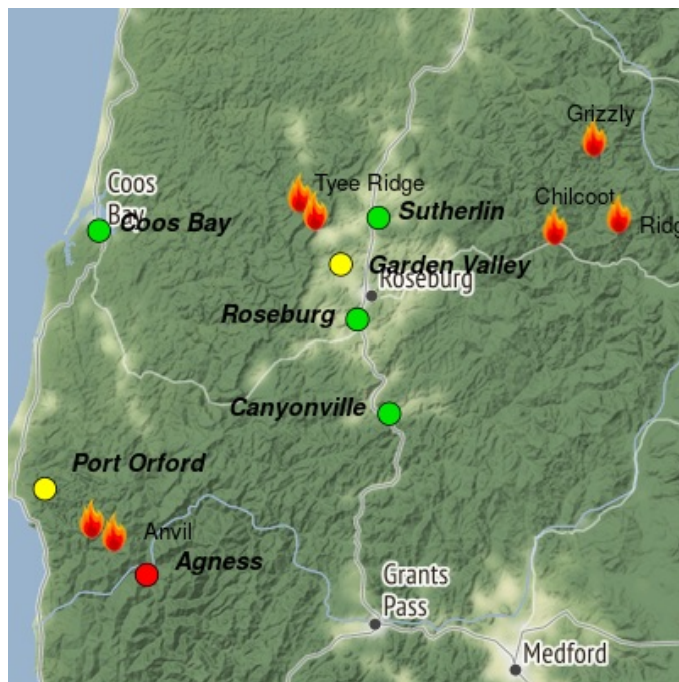 Grizzly
Coos
Bay
Tyee Ridge
Chilcoot
Coos Bay
Sutherlin
Ridg
Garden Valley
Roseburg
Roseburg
Canyonville
Port Orford
Anvil
Agness
Grants
Pass
Medford